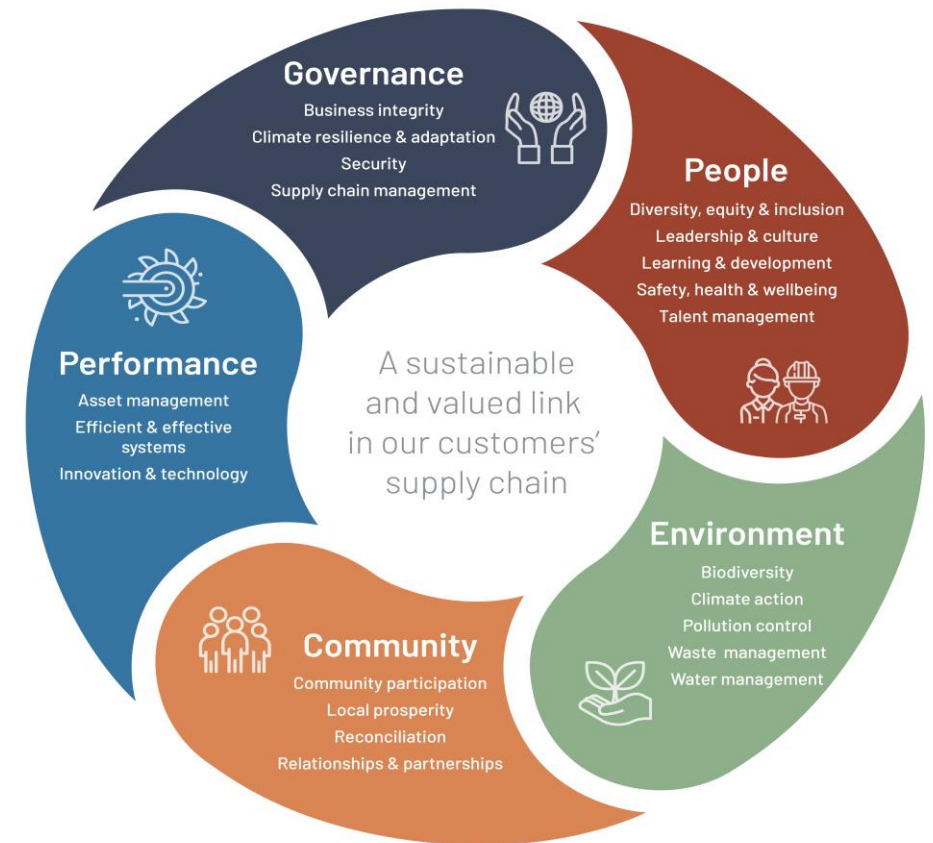 Governance
Business integrity
Climate resilience & adaptation
Security
Supply chain management
People
Diversity, equity & inclusion
Leadership & culture
Learning & development
Safety, health & wellbeing
Talent management
Environment
Biodiversity
Climate action
Pollution control
Waste management
Water management
Community
Community participation
Local prosperity
Reconciliation
Relationships & partnerships
Performance
Asset management
Efficient & effective
systems
Innovation & technology
A sustainable
and valued link
in our customers’
supply chain